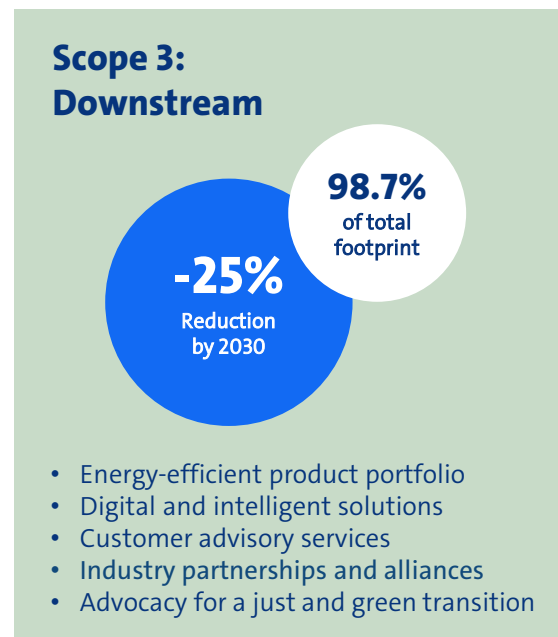 Scope 3:
Downstream
98.7%
of total
footprint
-25%
Reduction
by 2030
• Energy-efficient product portfolio
• Digital and intelligent solutions
• Customer advisory services
• Industry partnerships and alliances
• Advocacy for a just and green transition